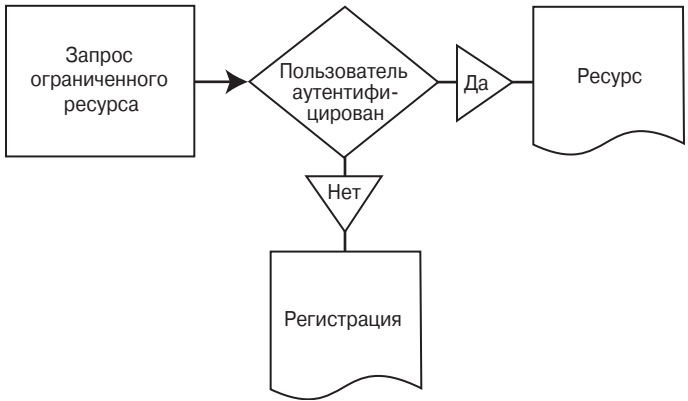 Запрос
ограниченного
ресурса
Пользователь
аутентифи-
цирован
Да
Ресурс
Нет
Регистрация